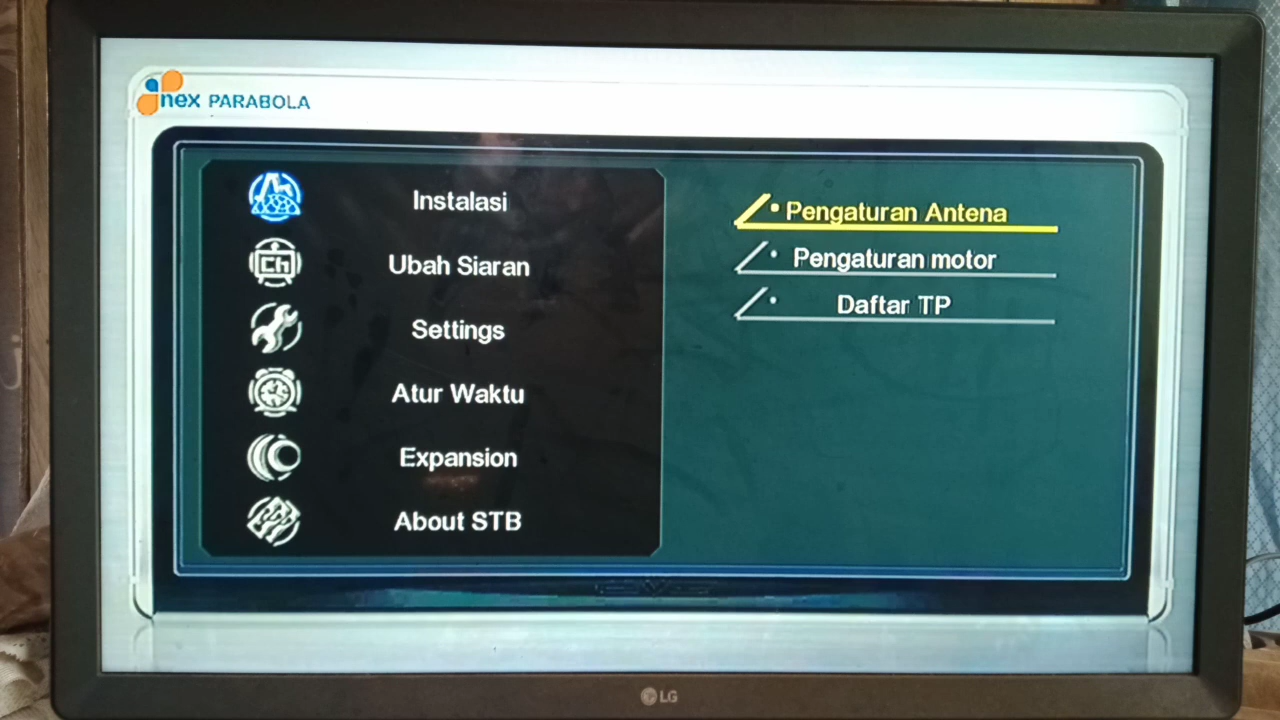 nex PARABOLA
Instalasi
Ubah Siaran
Settings
Atur Waktu
Expansion
About STB
Pengaturan Antena
Pengaturan motor
Daftar TP
LG